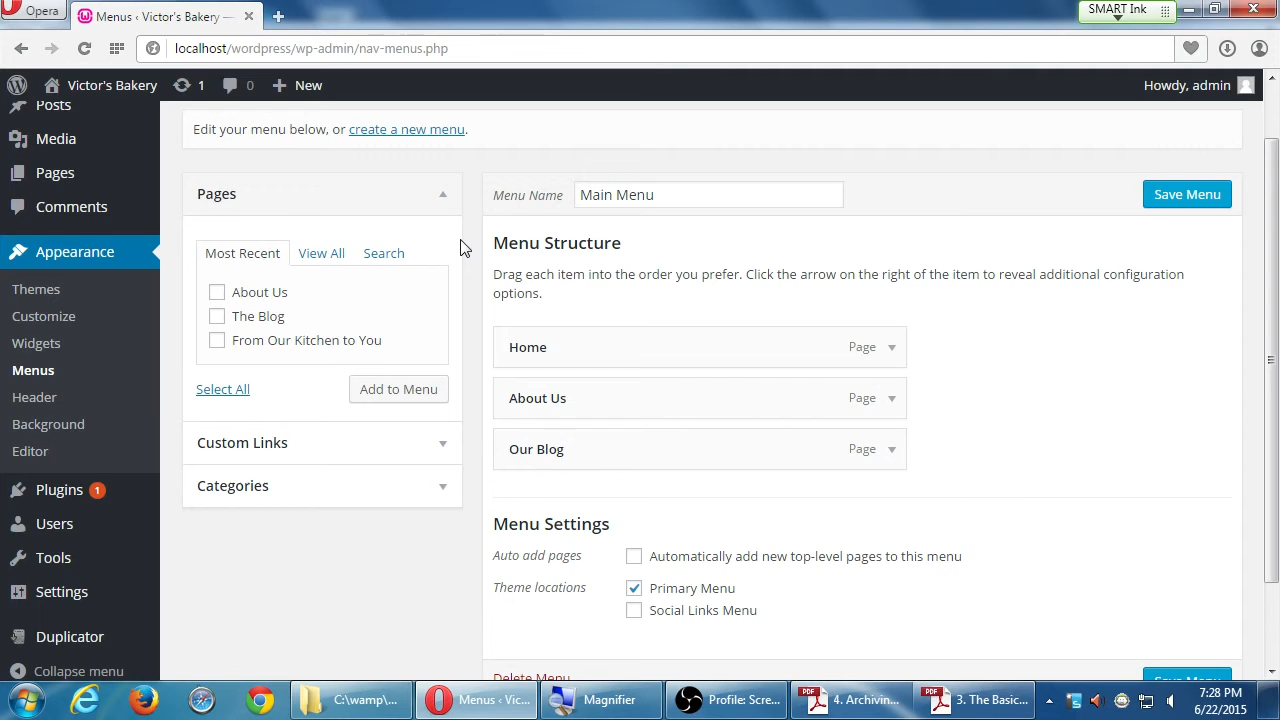 Opera
Menus ‹ Victor's Bakery —
SMART Ink
localhost/wordpress/wp-admin/nav-menus.php
Victor's Bakery
1
0
New
Howdy, admin
Posts
Media
Pages
Comments
Appearance
Themes
Customize
Widgets
Menus
Header
Background
Editor
Plugins 1
Users
Tools
Settings
Duplicator
Collapse menu
Edit your menu below, or create a new menu.
Pages
Most Recent View All Search
About Us
The Blog
From Our Kitchen to You
Select All Add to Menu
Custom Links
Categories
Menu Name Main Menu Save Menu
Menu Structure
Drag each item into the order you prefer. Click the arrow on the right of the item to reveal additional configuration
options.
Home Page
About Us Page
Our Blog Page
Menu Settings
Auto add pages Automatically add new top-level pages to this menu
Theme locations Primary Menu
Social Links Menu
Delete Menu Save Menu
C:\wamp\...
Menus ‹ Vic...
Magnifier
Profile: Scre...
4. Archivin...
3. The Basic...
7:28 PM
6/22/2015